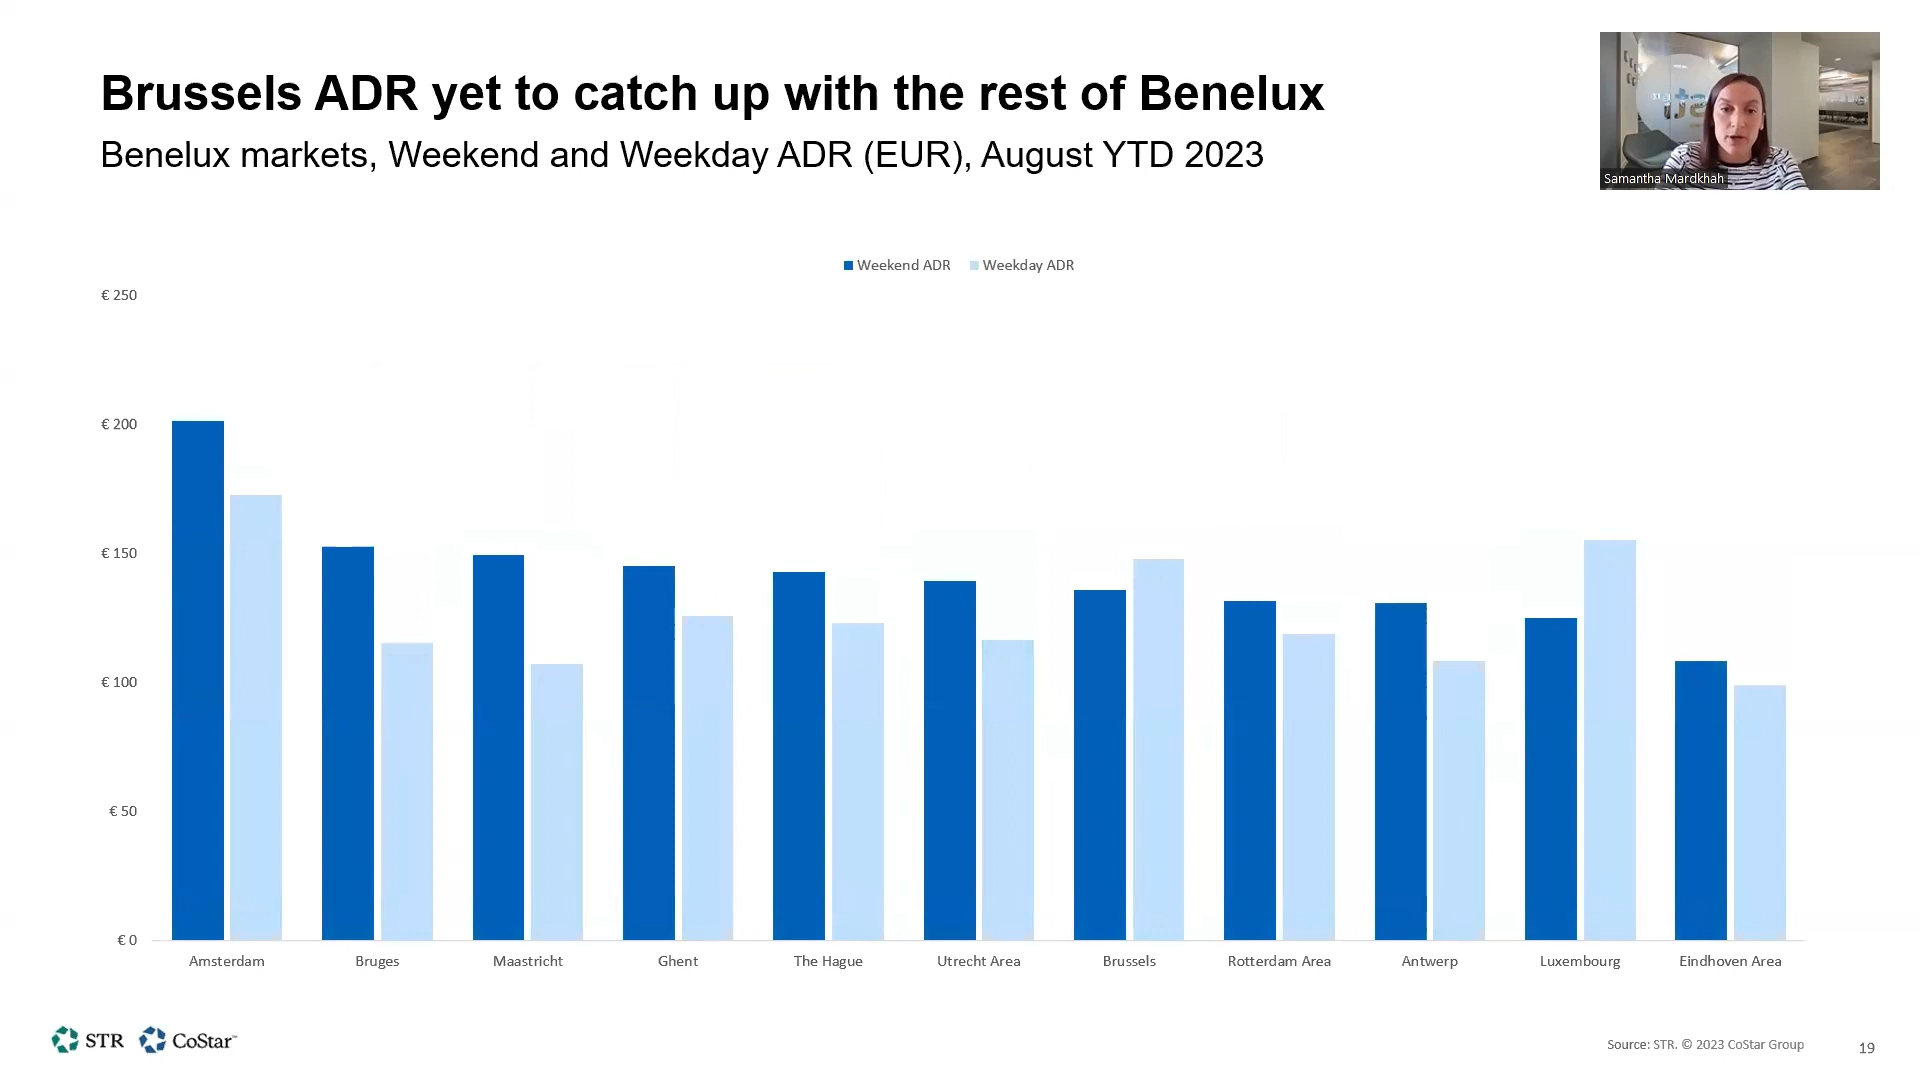 Brussels ADR yet to catch up with the rest of Benelux
Benelux markets, Weekend and Weekday ADR (EUR), August YTD 2023
Samantha Mardkhah
Weekend ADR Weekday ADR
€ 250
€ 200
€ 150
€ 100
€ 50
€ 0
Amsterdam Bruges Maastricht Ghent The Hague Utrecht Area Brussels Rotterdam Area Antwerp Luxembourg Eindhoven Area
STR CoStar™
Source: STR. © 2023 CoStar Group
19